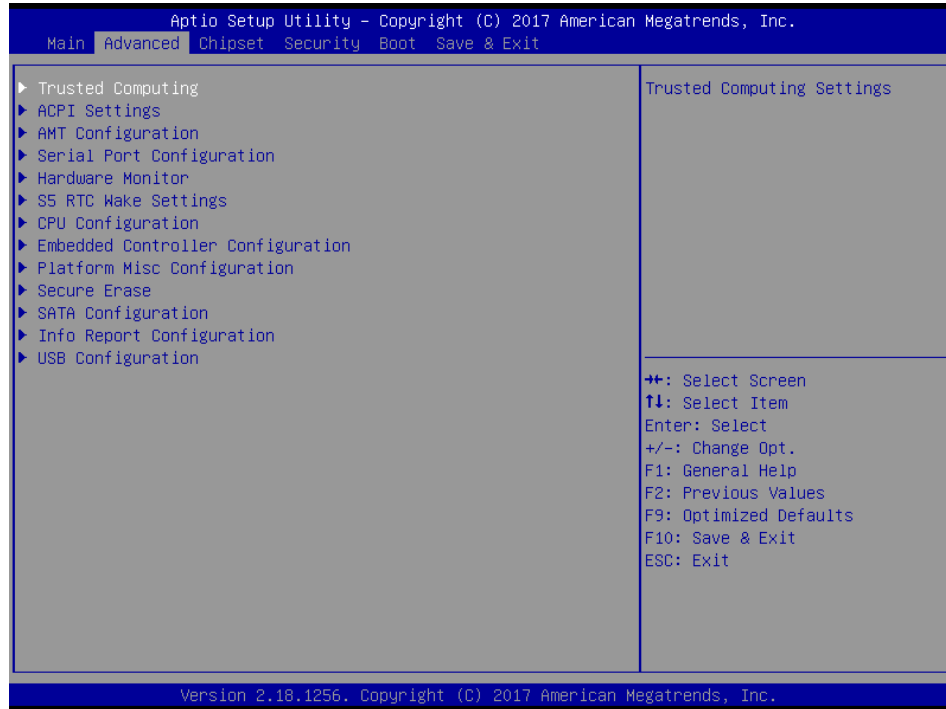 Aptio Setup Utility – Copyright (C) 2017 American Megatrends, Inc.
Main Advanced Chipset Security Boot Save & Exit
▶ Trusted Computing
▶ ACPI Settings
▶ AMT Configuration
▶ Serial Port Configuration
▶ Hardware Monitor
▶ S5 RTC Wake Settings
▶ CPU Configuration
▶ Embedded Controller Configuration
▶ Platform Misc Configuration
▶ Secure Erase
▶ SATA Configuration
▶ Info Report Configuration
▶ USB Configuration
Trusted Computing Settings
→←: Select Screen
↑↓: Select Item
Enter: Select
+/-: Change Opt.
F1: General Help
F2: Previous Values
F9: Optimized Defaults
F10: Save & Exit
ESC: Exit
Version 2.18.1256. Copyright (C) 2017 American Megatrends, Inc.